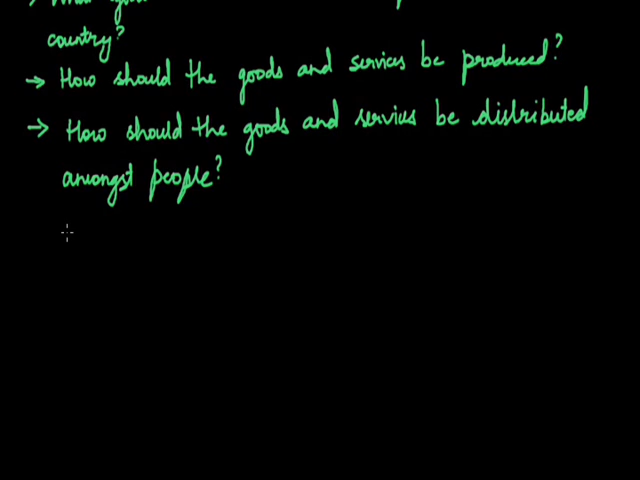 country?
→ How should the goods and services be produced?
→ How should the goods and services be distributed
amongst people?